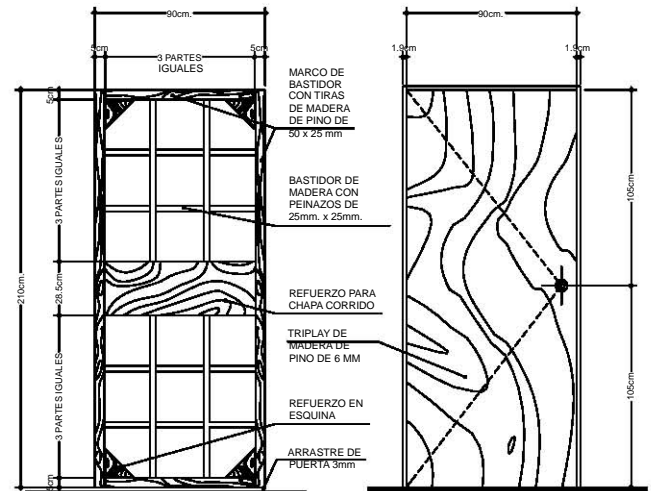 90cm.
5cm
5cm
3 PARTES
IGUALES
5cm
3 PARTES IGUALES
210cm.
28.5cm
3 PARTES IGUALES
5cm
MARCO DE
BASTIDOR
CON TIRAS
DE MADERA
DE PINO DE
50 x 25 mm
BASTIDOR DE
MADERA CON
PEINAZOS DE
25mm. x 25mm.
REFUERZO PARA
CHAPA CORRIDO
TRIPLAY DE
MADERA DE
PINO DE 6 MM
REFUERZO EN
ESQUINA
ARRASTRE DE
PUERTA 3mm
90cm.
1.9cm
1.9cm
105cm
105cm